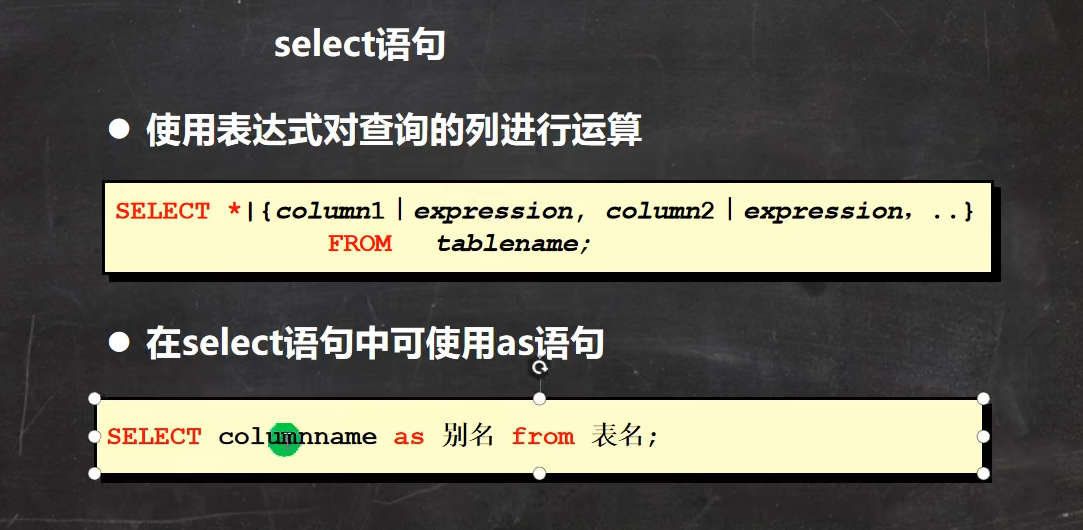 select语句
● 使用表达式对查询的列进行运算
SELECT *|{column1｜expression, column2｜expression，..}
FROM tablename;
● 在select语句中可使用as语句
SELECT columnname as 别名 from 表名;